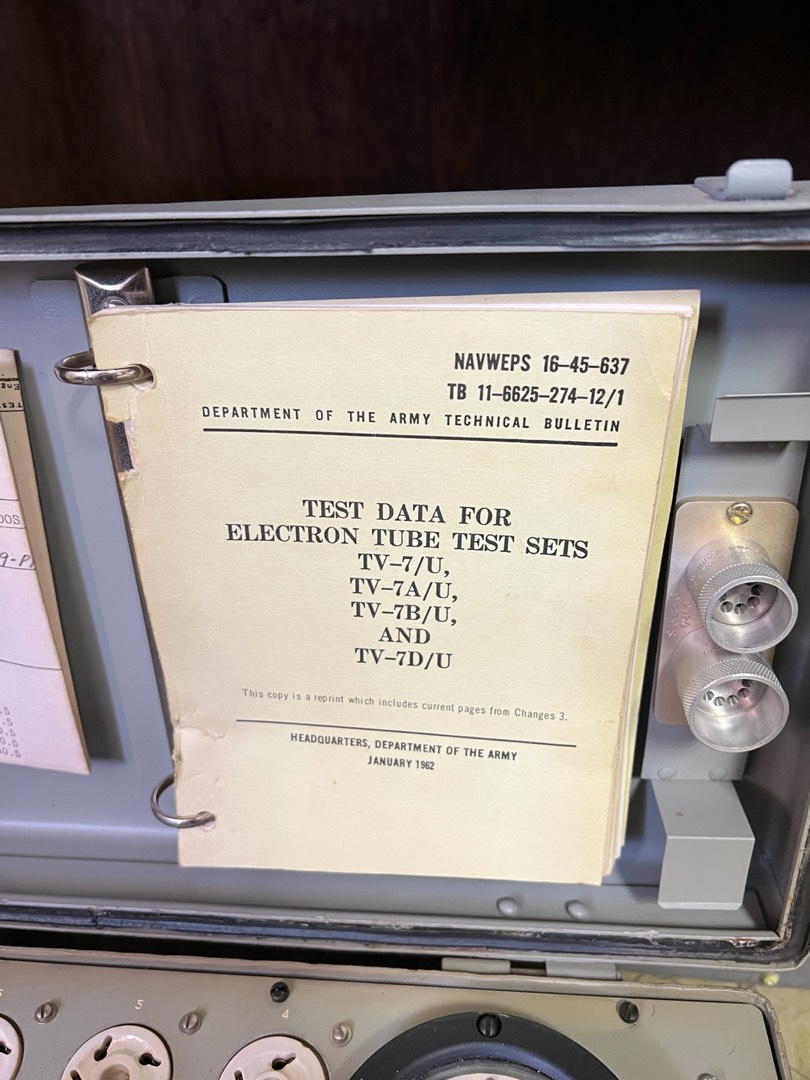 NAVWEPS 16-45-637
TB 11-6625-274-12/1
DEPARTMENT OF THE ARMY TECHNICAL BULLETIN
TEST DATA FOR
ELECTRON TUBE TEST SETS
TV-7/U,
TV-7A/U,
TV-7B/U,
AND
TV-7D/U
This copy is a reprint which includes current pages from Changes 3.
HEADQUARTERS, DEPARTMENT OF THE ARMY
JANUARY 1962
5
4